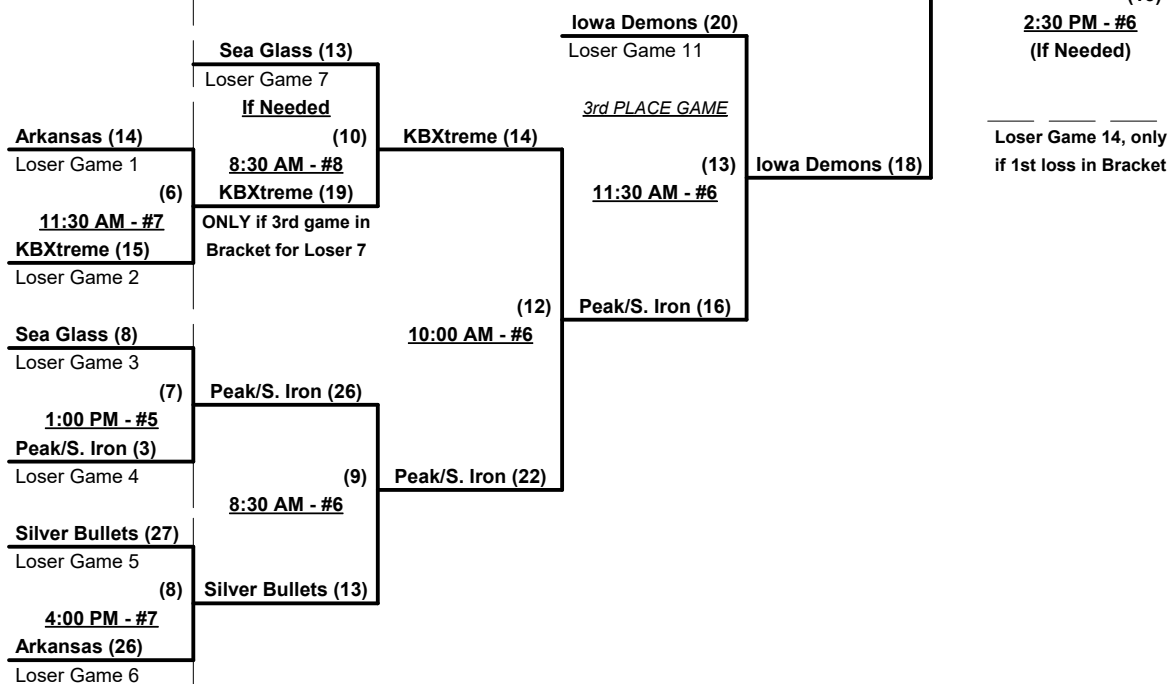 Iowa Demons (20)
2:30 PM - #6
Sea Glass (13)
Loser Game 11
(If Needed)
Loser Game 7
If Needed
3rd PLACE GAME
Arkansas (14)
(10)
KBXtreme (14)
Loser Game 14, only
Loser Game 1
8:30 AM - #8
(13)
Iowa Demons (18)
if 1st loss in Bracket
(6)
KBXtreme (19)
11:30 AM - #6
11:30 AM - #7
ONLY if 3rd game in
KBXtreme (15)
Bracket for Loser 7
Loser Game 2
(12)
Peak/S. Iron (16)
Sea Glass (8)
10:00 AM - #6
Loser Game 3
(7)
Peak/S. Iron (26)
1:00 PM - #5
Peak/S. Iron (3)
Loser Game 4
(9)
Peak/S. Iron (22)
8:30 AM - #6
Silver Bullets (27)
Loser Game 5
(8)
Silver Bullets (13)
4:00 PM - #7
Arkansas (26)
Loser Game 6